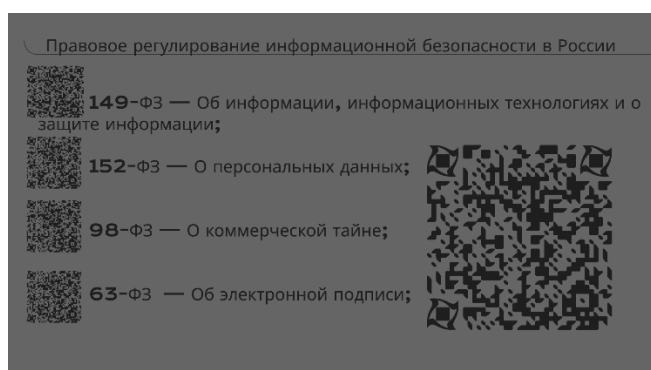 Правовое регулирование информационной безопасности в России
149-ФЗ — Об информации, информационных технологиях и о
защите информации;
152-ФЗ — О персональных данных;
98-ФЗ — О коммерческой тайне;
63-ФЗ — Об электронной подписи;